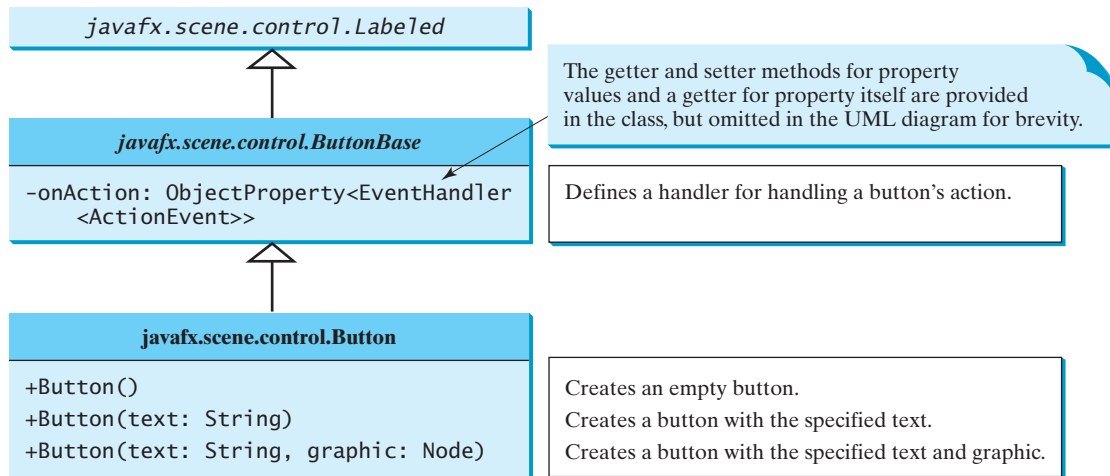 javafx.scene.control.Labeled
The getter and setter methods for property
values and a getter for property itself are provided
in the class, but omitted in the UML diagram for brevity.
javafx.scene.control.ButtonBase
-onAction: ObjectProperty<EventHandler
<ActionEvent>>
Defines a handler for handling a button's action.
javafx.scene.control.Button
+Button()
Creates an empty button.
+Button(text: String)
Creates a button with the specified text.
+Button(text: String, graphic: Node)
Creates a button with the specified text and graphic.